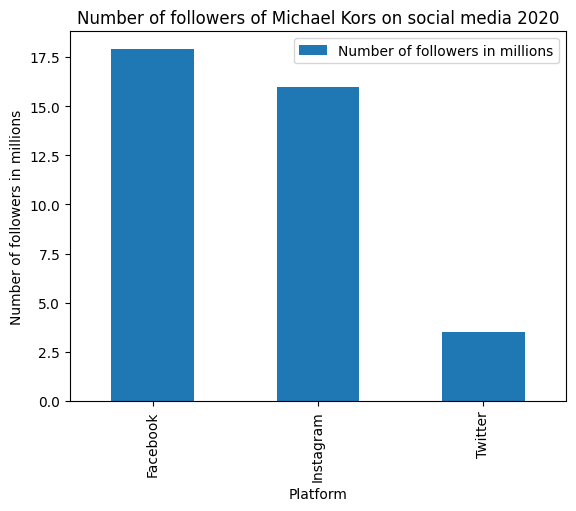 Number of followers of Michael Kors on social media 2020
Number of followers in millions
Number of followers in millions
17.5
15.0
12.5
10.0
7.5
5.0
2.5
0.0
Facebook
Instagram
Twitter
Platform